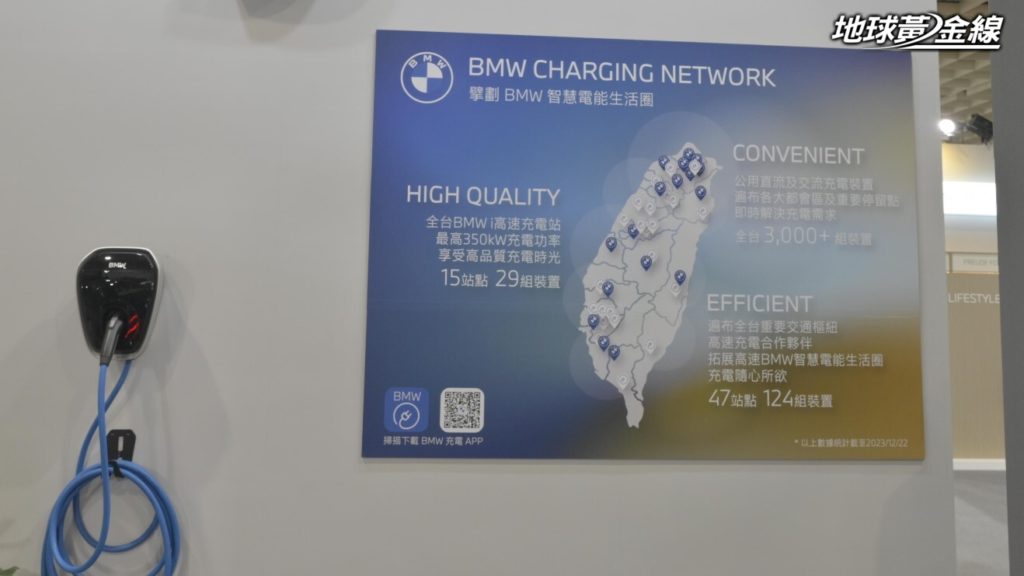 地球黃金線
BMW
BMW CHARGING NETWORK
擘劃 BMW 智慧電能生活圈
HIGH QUALITY
全台BMW i高速充電站
最高350kW充電功率
享受高品質充電時光
15站點 29組裝置
CONVENIENT
公用直流及交流充電裝置
遍布各大都會區及重要停留點
即時解決充電需求
全台 3,000+ 組裝置
EFFICIENT
遍布全台重要交通樞紐
高速充電合作夥伴
拓展高速BMW智慧電能生活圈
充電隨心所欲
47站點 124組裝置
BMW
掃描下載 BMW 充電 APP
* 以上數據統計截至2023/12/22
BMW
LIFESTYLE